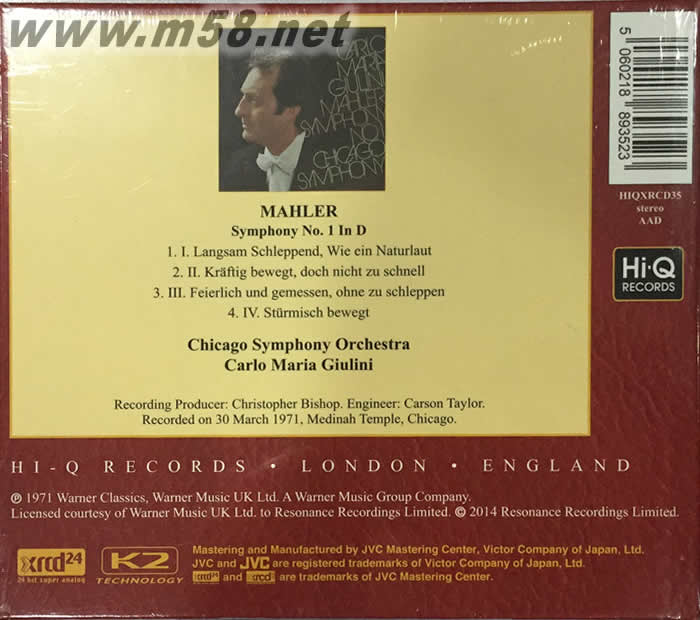 www.m58.net
CARLO
MARIA
GIULINI
MAHLER
SYMPHONY
NO.1
CHICAGO
SYMPHONY
5 060218 893523
HIQXRCD35
stereo
AAD
Hi-Q
RECORDS
MAHLER
Symphony No. 1 In D
1. I. Langsam Schleppend, Wie ein Naturlaut
2. II. Kräftig bewegt, doch nicht zu schnell
3. III. Feierlich und gemessen, ohne zu schleppen
4. IV. Stürmisch bewegt
Chicago Symphony Orchestra
Carlo Maria Giulini
Recording Producer: Christopher Bishop. Engineer: Carson Taylor.
Recorded on 30 March 1971, Medinah Temple, Chicago.
HI-Q RECORDS • LONDON • ENGLAND
℗ 1971 Warner Classics, Warner Music UK Ltd. A Warner Music Group Company.
Licensed courtesy of Warner Music UK Ltd. to Resonance Recordings Limited. © 2014 Resonance Recordings Limited.
xrcd24
24 bit super analog
K2
TECHNOLOGY
Mastering and Manufactured by JVC Mastering Center, Victor Company of Japan, Ltd.
JVC and JVC are registered trademarks of Victor Company of Japan, Ltd.
xrcd24 and xrcd are trademarks of JVC Mastering Center.